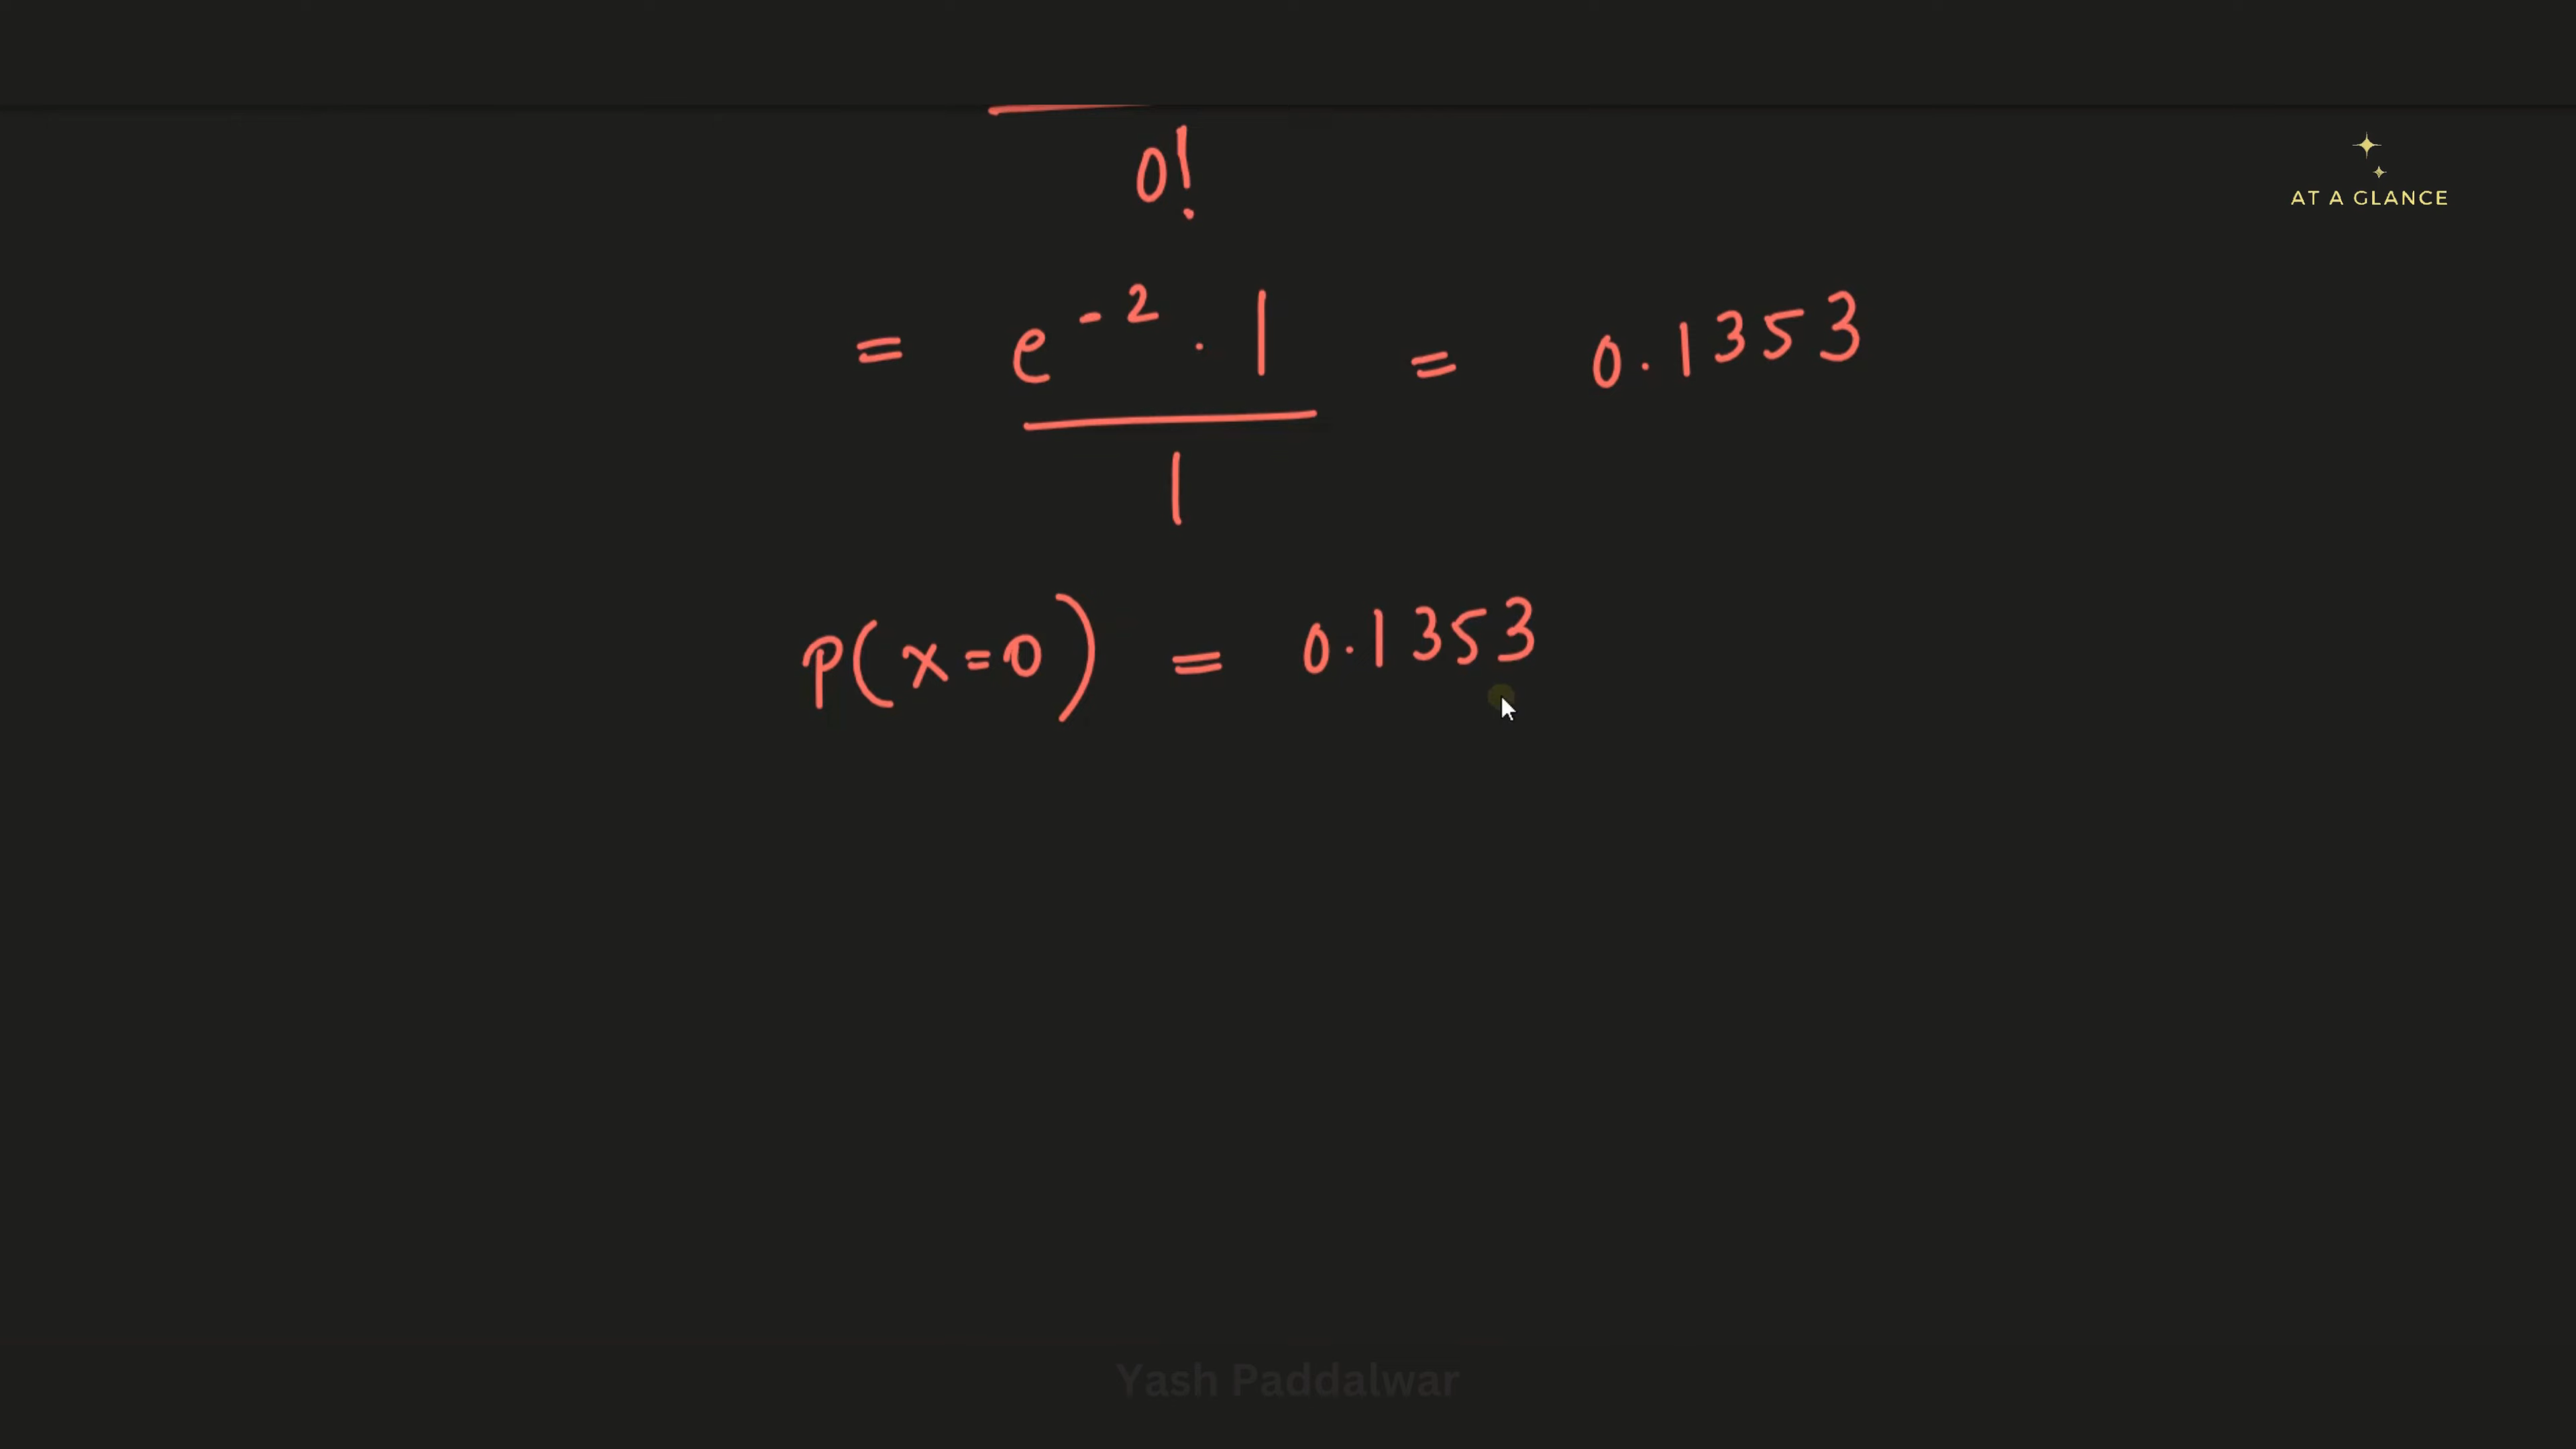 0!
AT A GLANCE
= e^-2 . 1 = 0.1353
1
P(x=0) = 0.1353
Yash Paddalwar